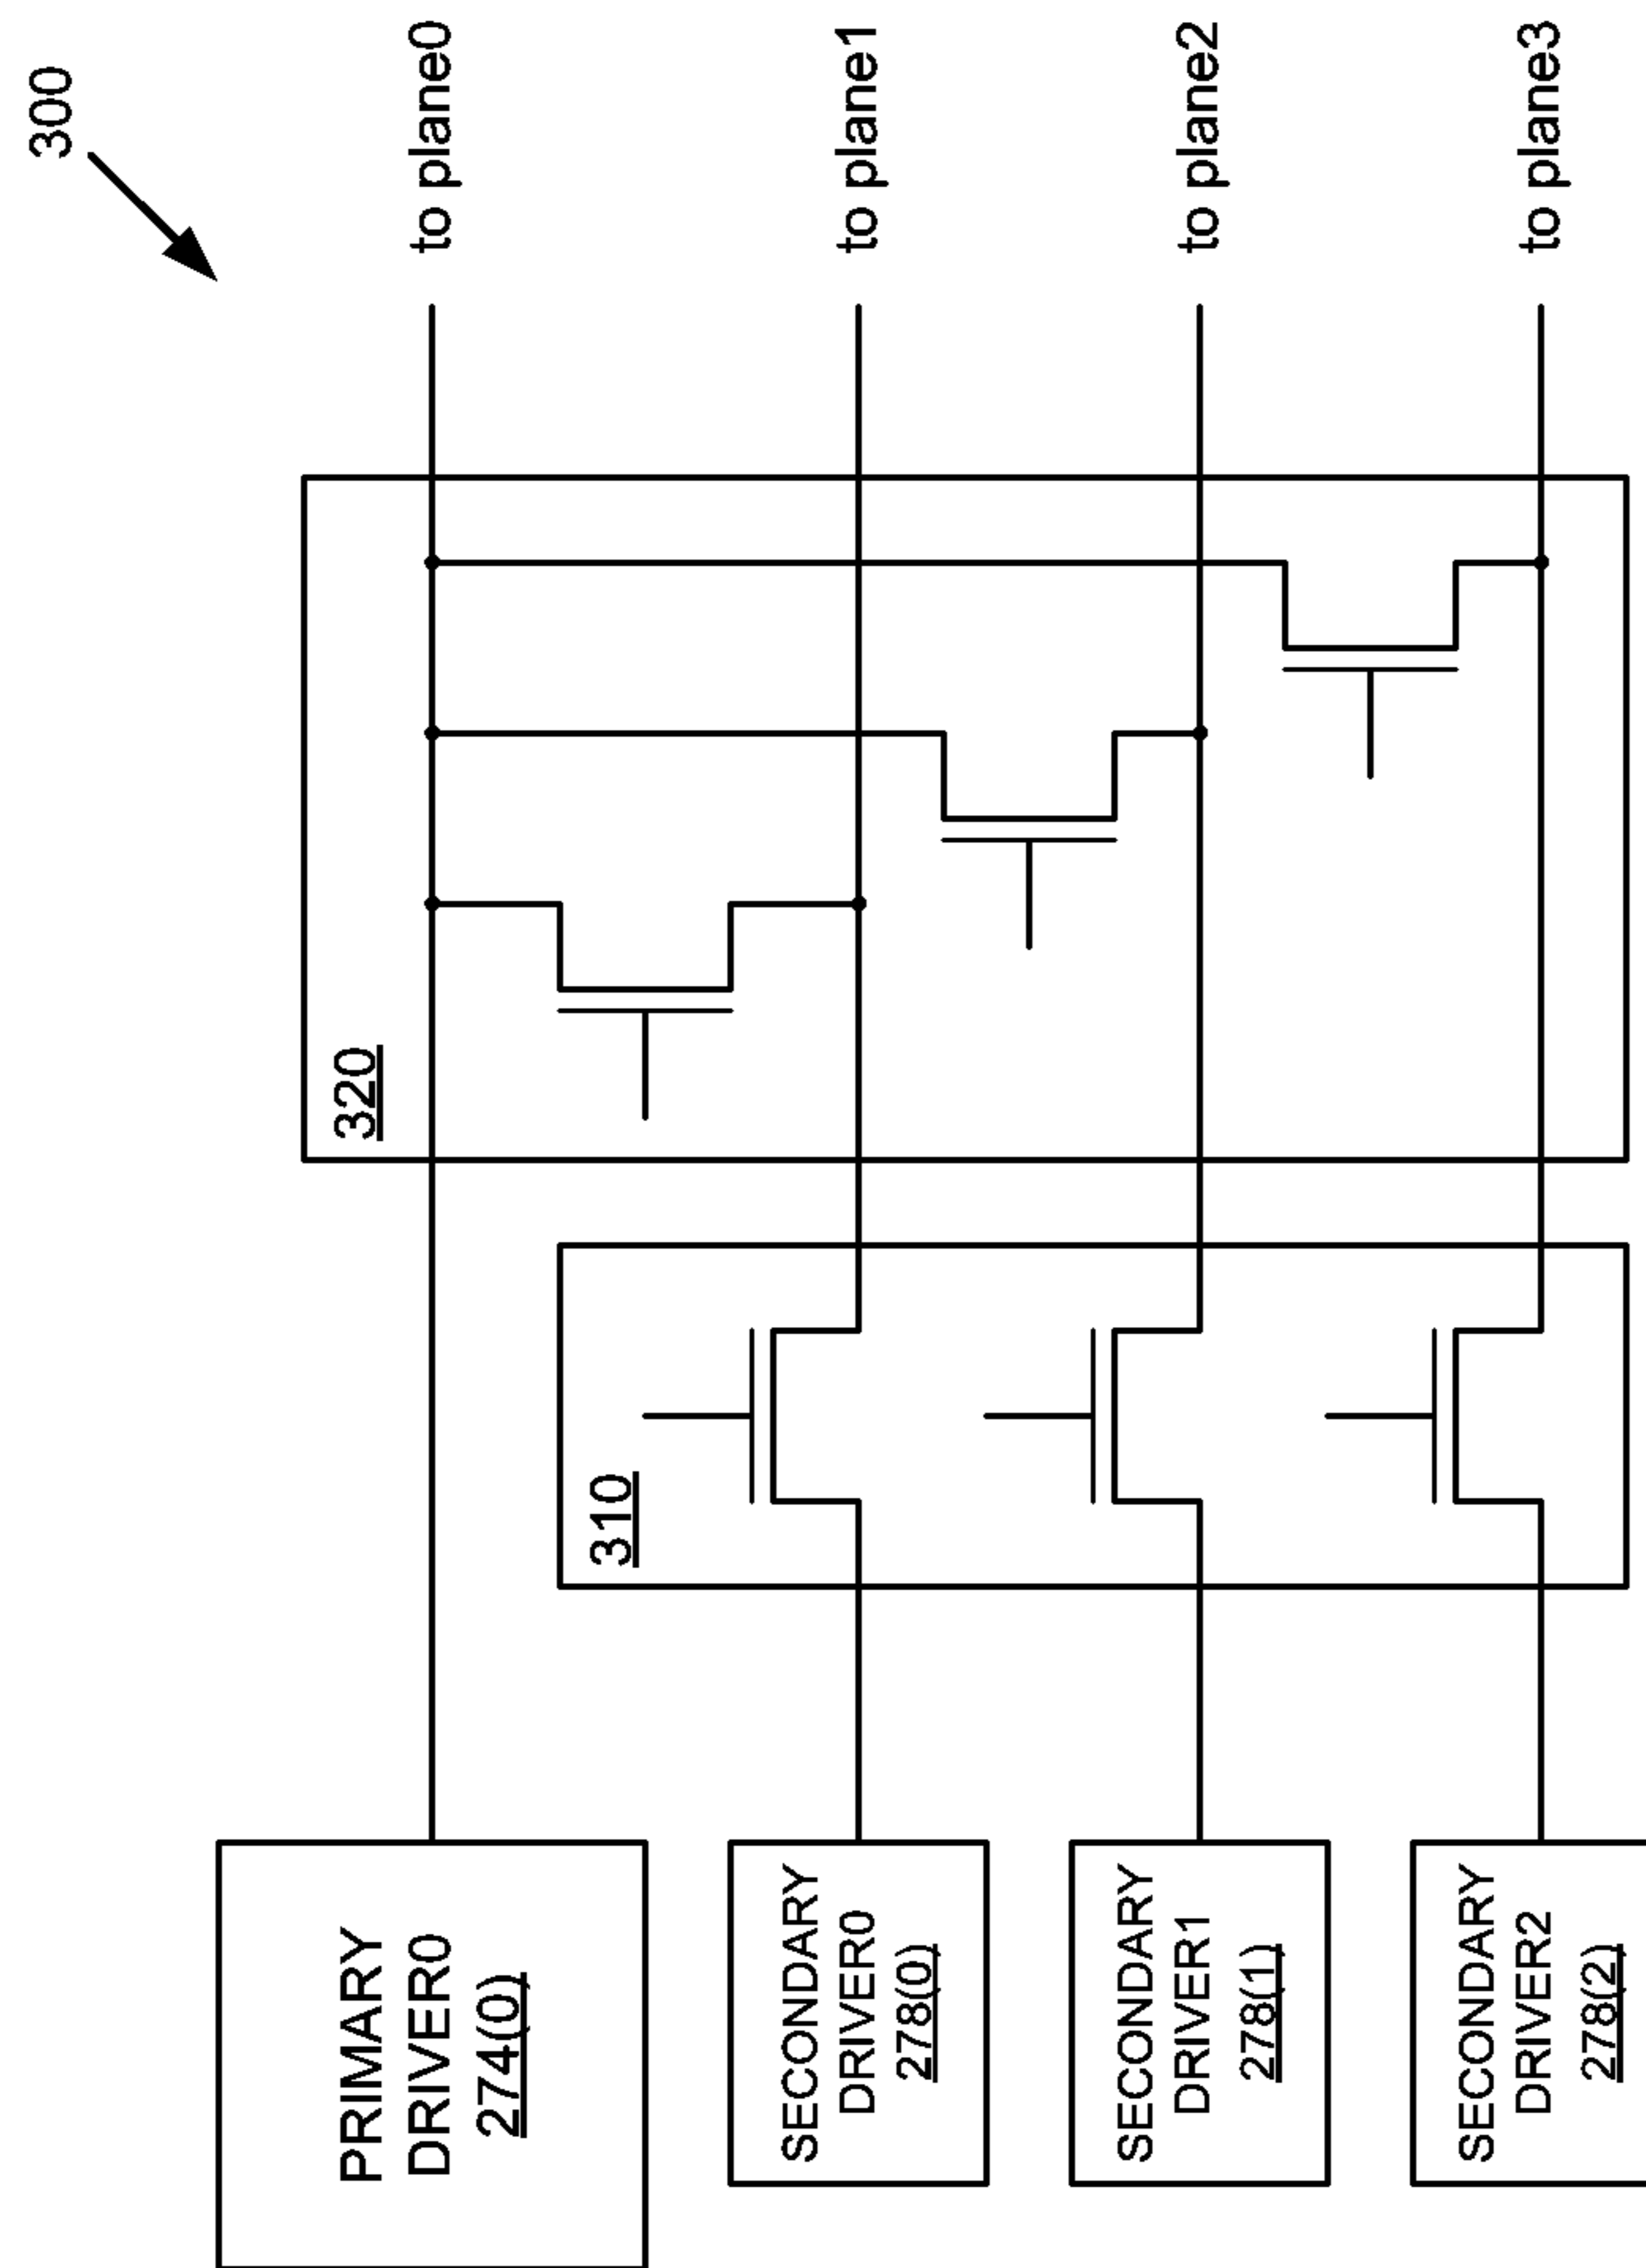 300
PRIMARY
DRIVER0
274(0)
320
to plane0
310
SECONDARY
DRIVER0
278(0)
to plane1
SECONDARY
DRIVER1
278(1)
to plane2
SECONDARY
DRIVER2
278(2)
to plane3